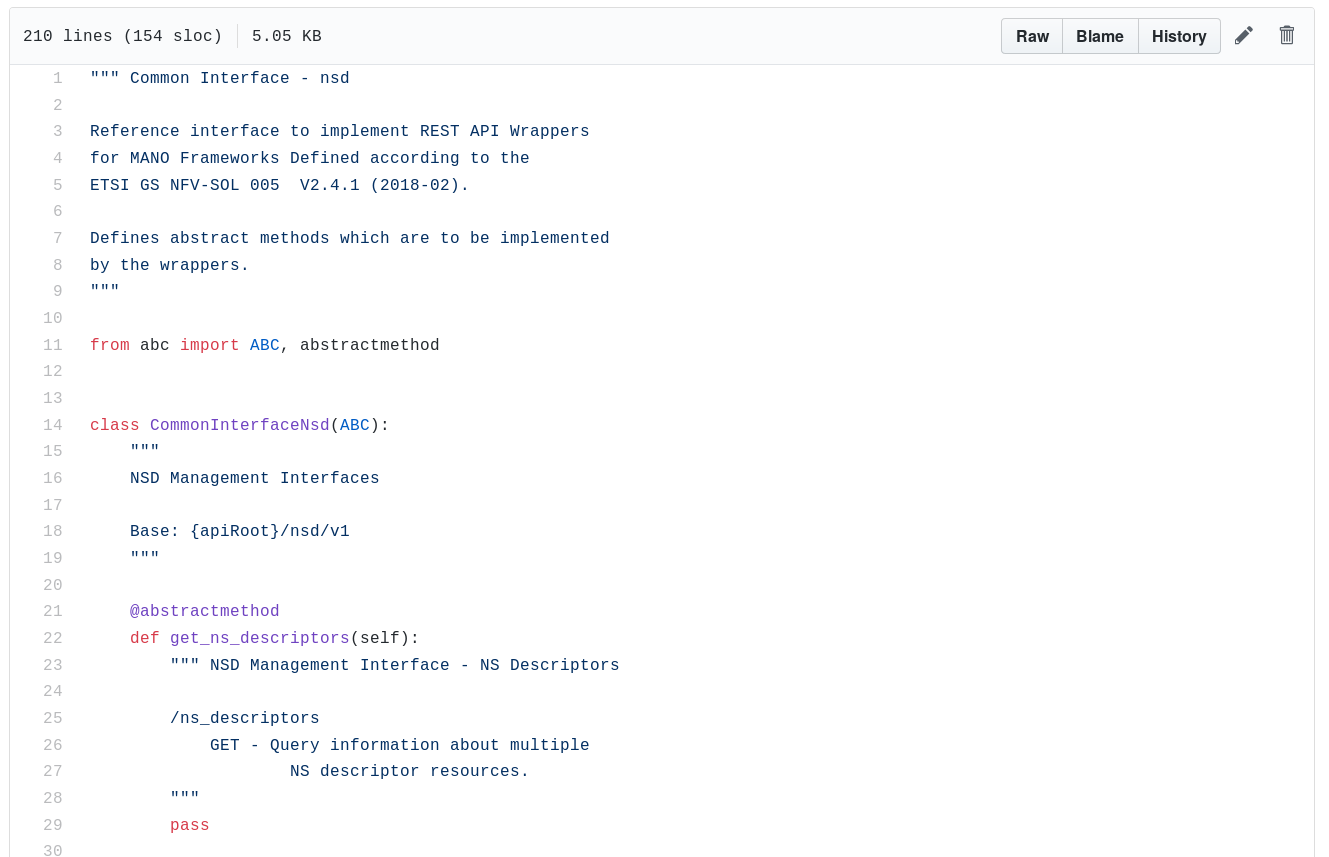 210 lines (154 sloc) 5.05 KB Raw Blame History
1 """ Common Interface - nsd
2
3 Reference interface to implement REST API Wrappers
4 for MANO Frameworks Defined according to the
5 ETSI GS NFV-SOL 005  V2.4.1 (2018-02).
6
7 Defines abstract methods which are to be implemented
8 by the wrappers.
9 """
10
11 from abc import ABC, abstractmethod
12
13
14 class CommonInterfaceNsd(ABC):
15     """
16     NSD Management Interfaces
17
18     Base: {apiRoot}/nsd/v1
19     """
20
21     @abstractmethod
22     def get_ns_descriptors(self):
23         """ NSD Management Interface - NS Descriptors
24
25         /ns_descriptors
26             GET - Query information about multiple
27                     NS descriptor resources.
28         """
29         pass
30